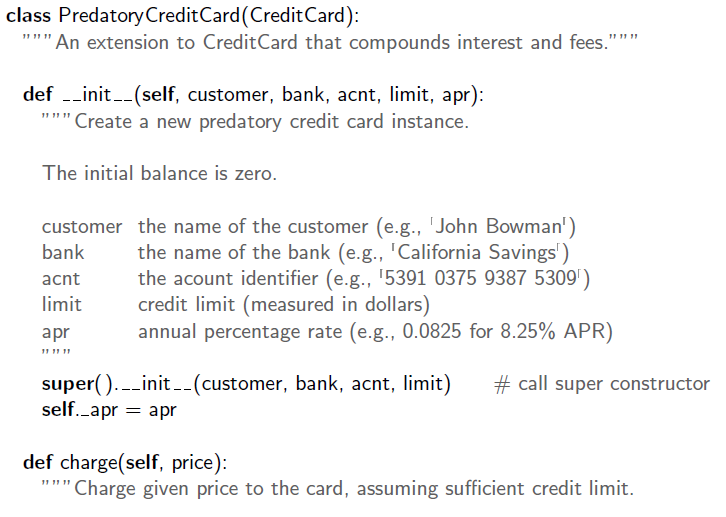 class PredatoryCreditCard(CreditCard):
"""An extension to CreditCard that compounds interest and fees."""
def __init__(self, customer, bank, acnt, limit, apr):
"""Create a new predatory credit card instance.
The initial balance is zero.
customer the name of the customer (e.g., 'John Bowman')
bank the name of the bank (e.g., 'California Savings')
acnt the acount identifier (e.g., '5391 0375 9387 5309')
limit credit limit (measured in dollars)
apr annual percentage rate (e.g., 0.0825 for 8.25% APR)
"""
super().__init__(customer, bank, acnt, limit) # call super constructor
self._apr = apr
def charge(self, price):
"""Charge given price to the card, assuming sufficient credit limit.